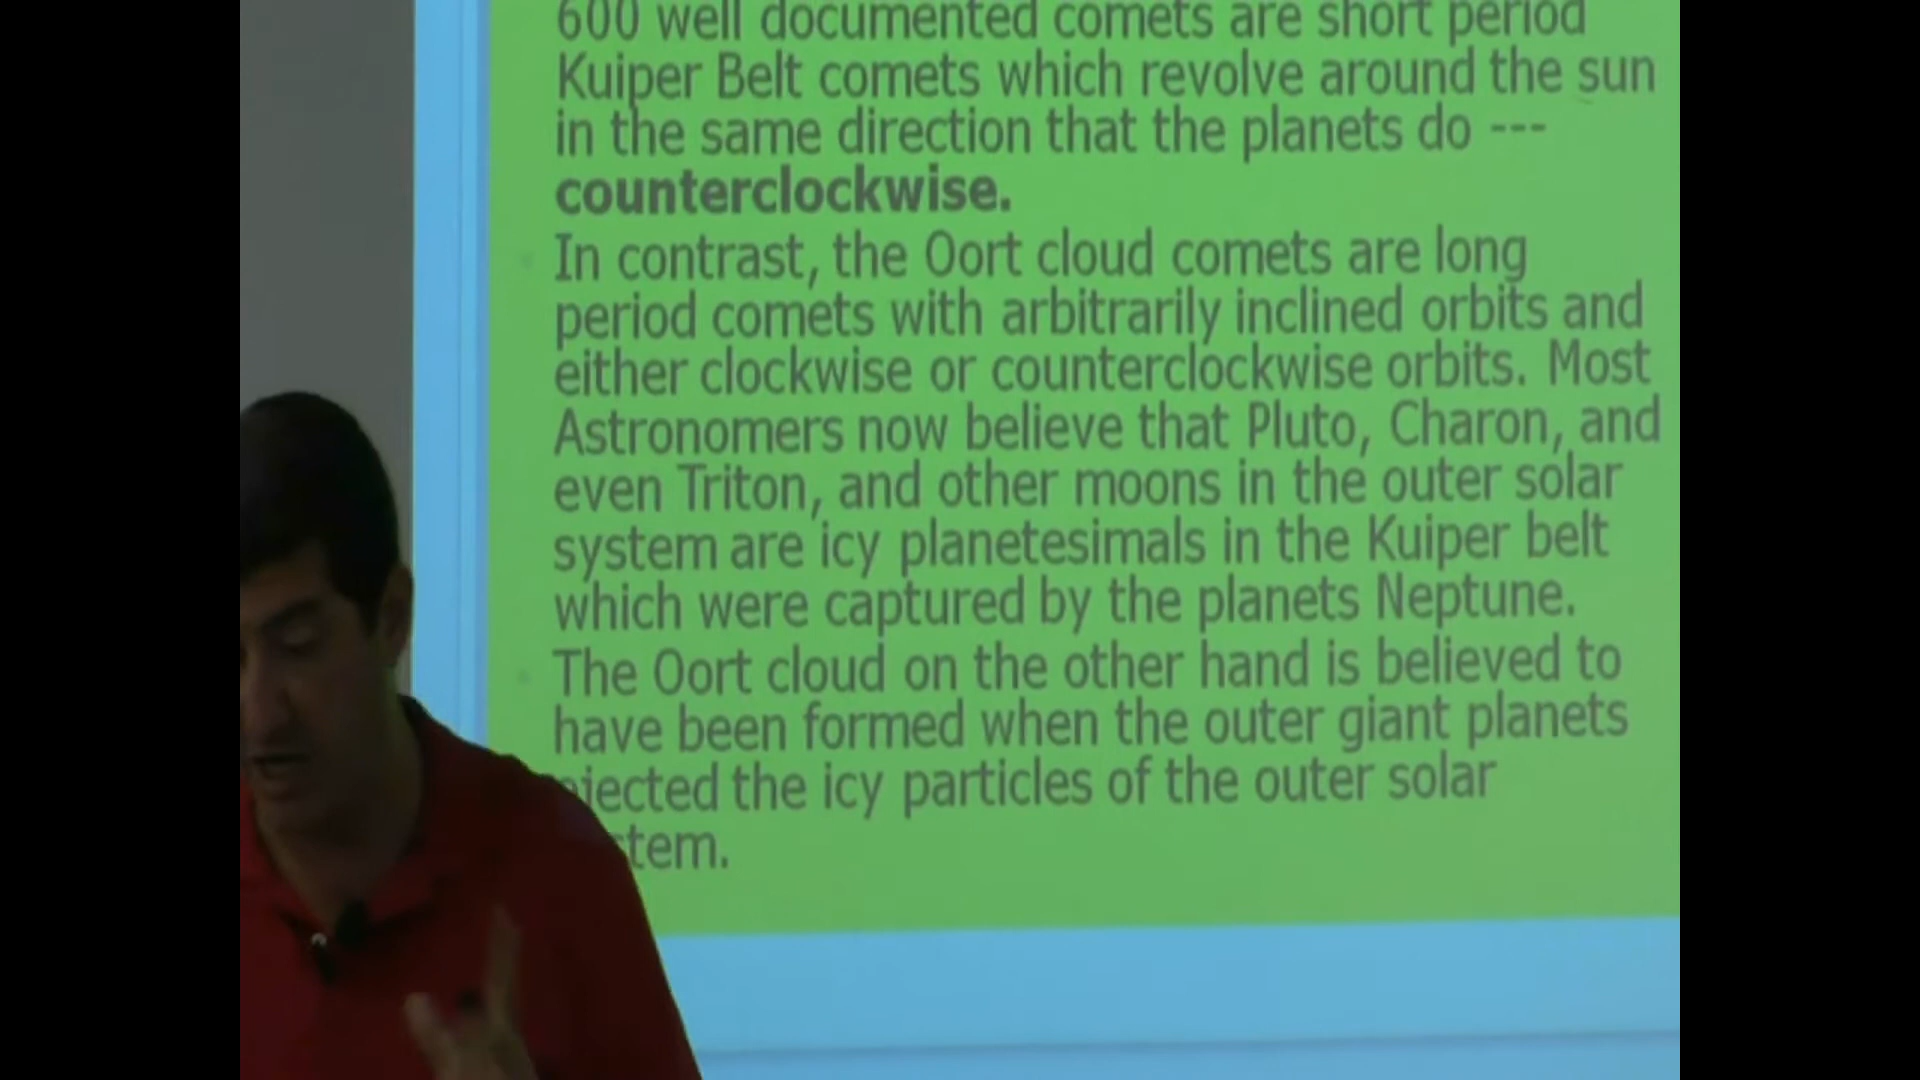 600 well documented comets are short period
Kuiper Belt comets which revolve around the sun
in the same direction that the planets do ---
counterclockwise.
In contrast, the Oort cloud comets are long
period comets with arbitrarily inclined orbits and
either clockwise or counterclockwise orbits. Most
Astronomers now believe that Pluto, Charon, and
even Triton, and other moons in the outer solar
system are icy planetesimals in the Kuiper belt
which were captured by the planets Neptune.
The Oort cloud on the other hand is believed to
have been formed when the outer giant planets
ejected the icy particles of the outer solar
tem.